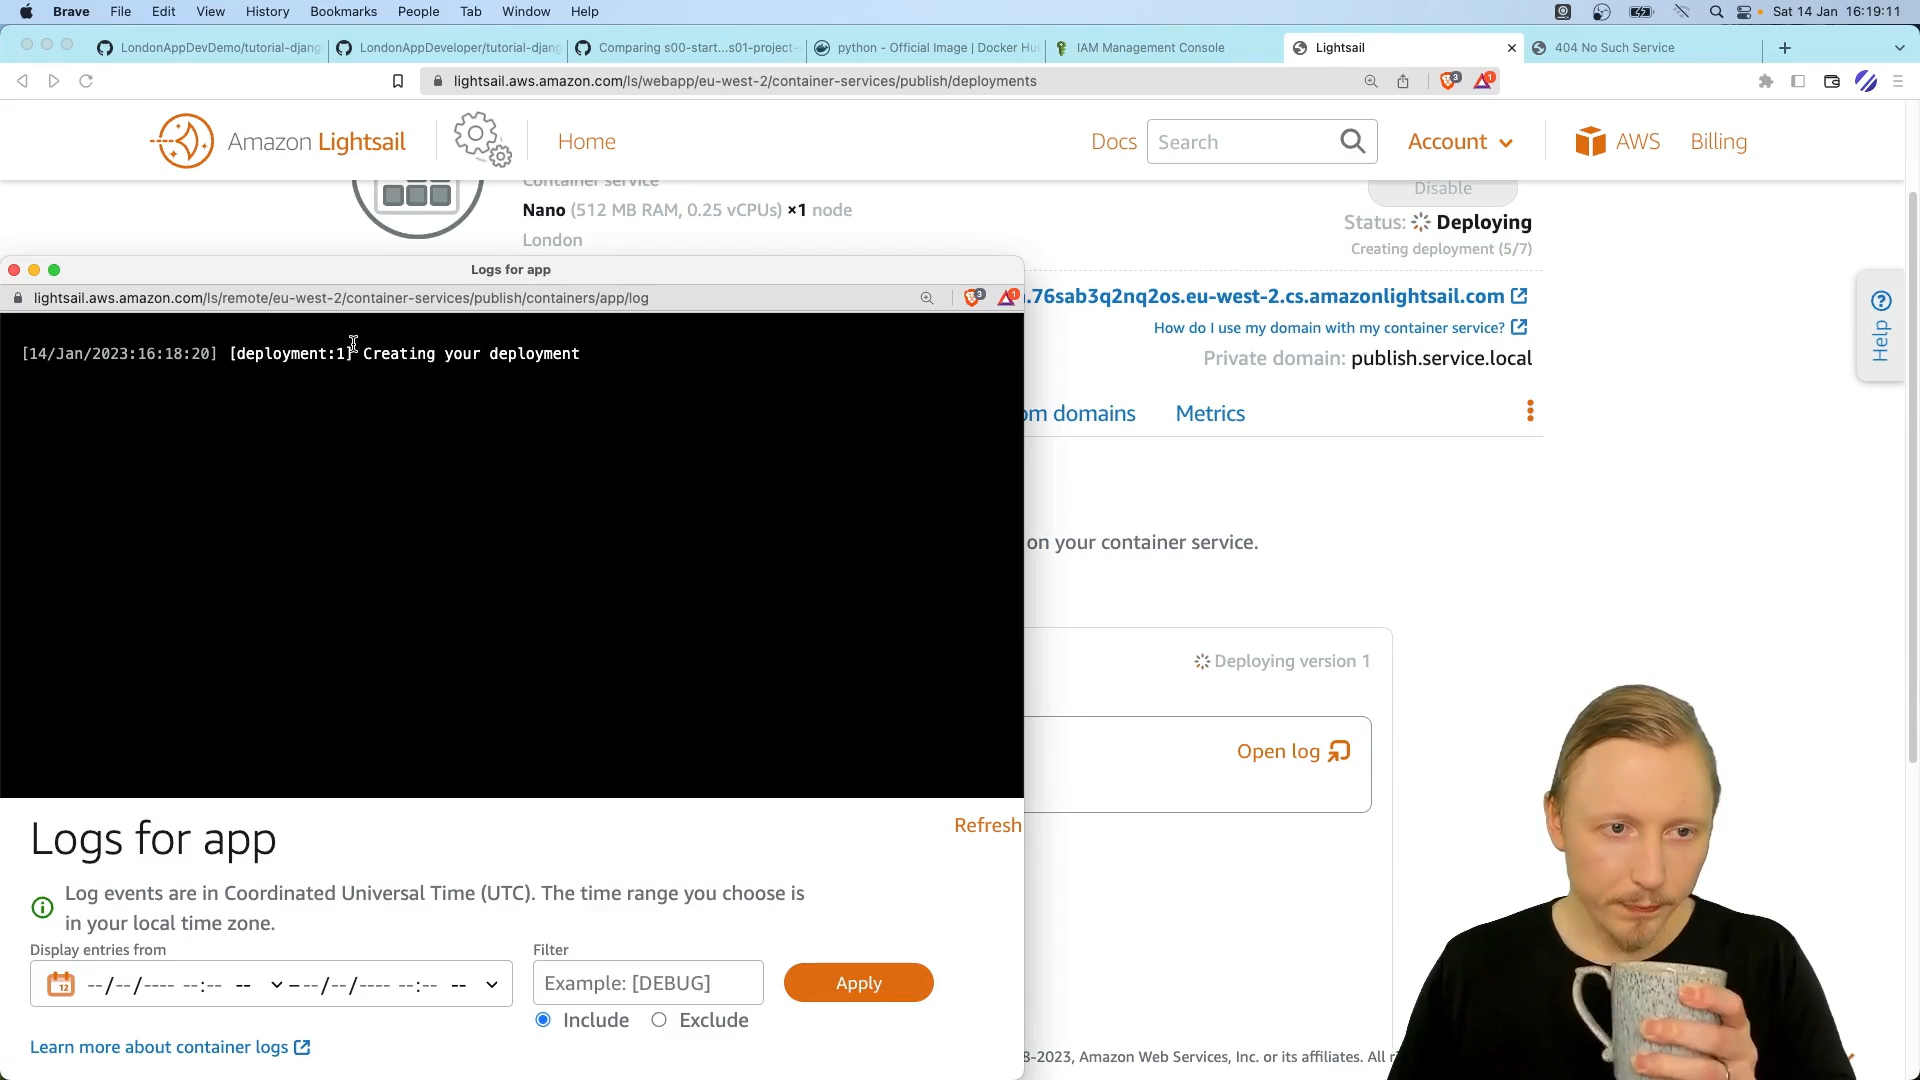 Brave File Edit View History Bookmarks People Tab Window Help Sat 14 Jan 16:19:11
LondonAppDevDemo/tutorial-djang LondonAppDeveloper/tutorial-djang Comparing s00-start...s01-project- python - Official Image | Docker Hu IAM Management Console Lightsail 404 No Such Service
lightsail.aws.amazon.com/ls/webapp/eu-west-2/container-services/publish/deployments 3 1
Amazon Lightsail Home Docs Search Account AWS Billing
Container service
Disable
Nano (512 MB RAM, 0.25 vCPUs) ×1 node
Status: Deploying
London
Creating deployment (5/7)
Logs for app
lightsail.aws.amazon.com/ls/remote/eu-west-2/container-services/publish/containers/app/log 3 1
.76sab3q2nq2os.eu-west-2.cs.amazonlightsail.com
How do I use my domain with my container service?
Private domain: publish.service.local
Help
[14/Jan/2023:16:18:20] [deployment:1] Creating your deployment
om domains Metrics
on your container service.
Deploying version 1
Open log
Logs for app
Refresh
Log events are in Coordinated Universal Time (UTC). The time range you choose is
in your local time zone.
Display entries from
Filter
12 --/--/---- --:-- -- – --/--/---- --:-- --
Example: [DEBUG]
Apply
Include Exclude
Learn more about container logs
8-2023, Amazon Web Services, Inc. or its affiliates. All r